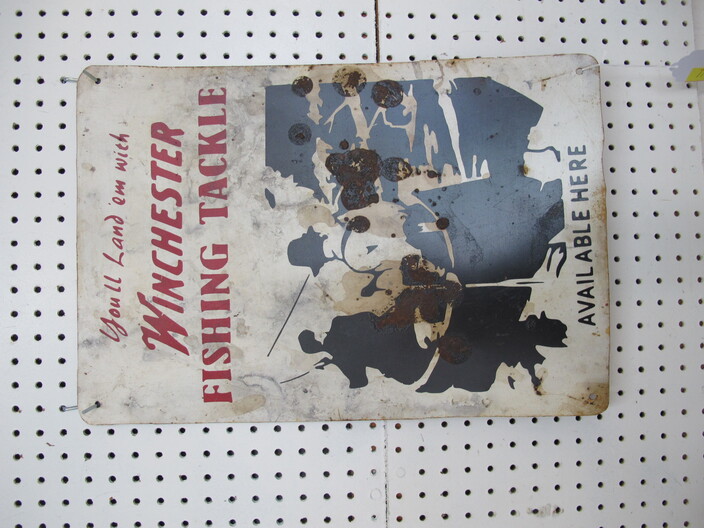 You'll Land 'em with
WINCHESTER
FISHING TACKLE
AVAILABLE HERE